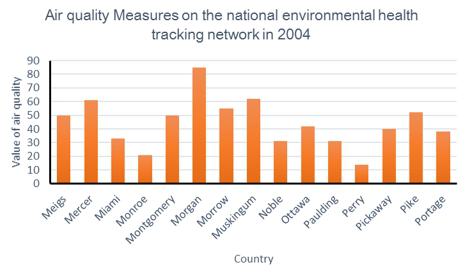 Air quality Measures on the national environmental health
tracking network in 2004
Value of air quality
90
80
70
60
50
40
30
20
10
0
Meigs
Mercer
Miami
Monroe
Montgomery
Morgan
Morrow
Muskingum
Noble
Ottawa
Paulding
Perry
Pickaway
Pike
Portage
Country